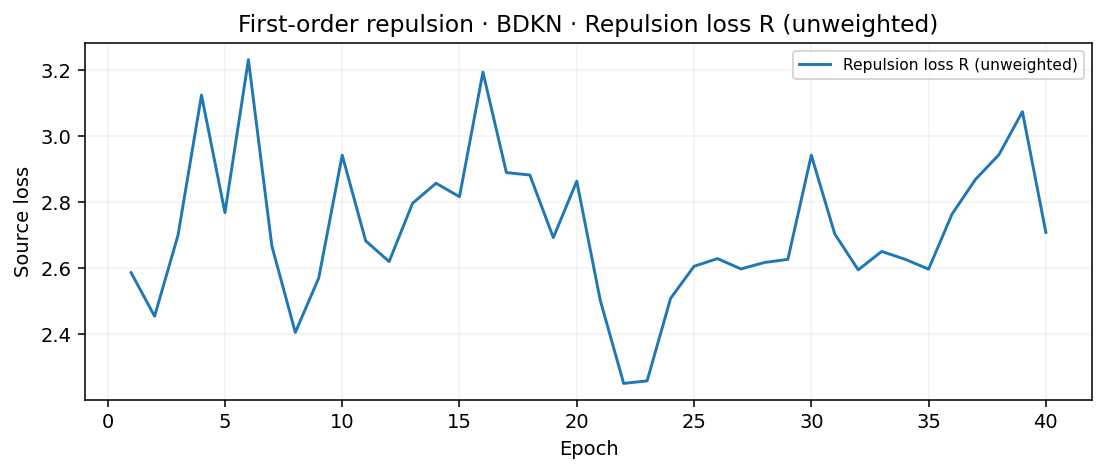 First-order repulsion · BDKN · Repulsion loss R (unweighted)
Repulsion loss R (unweighted)
Source loss
3.2
3.0
2.8
2.6
2.4
0 5 10 15 20 25 30 35 40
Epoch